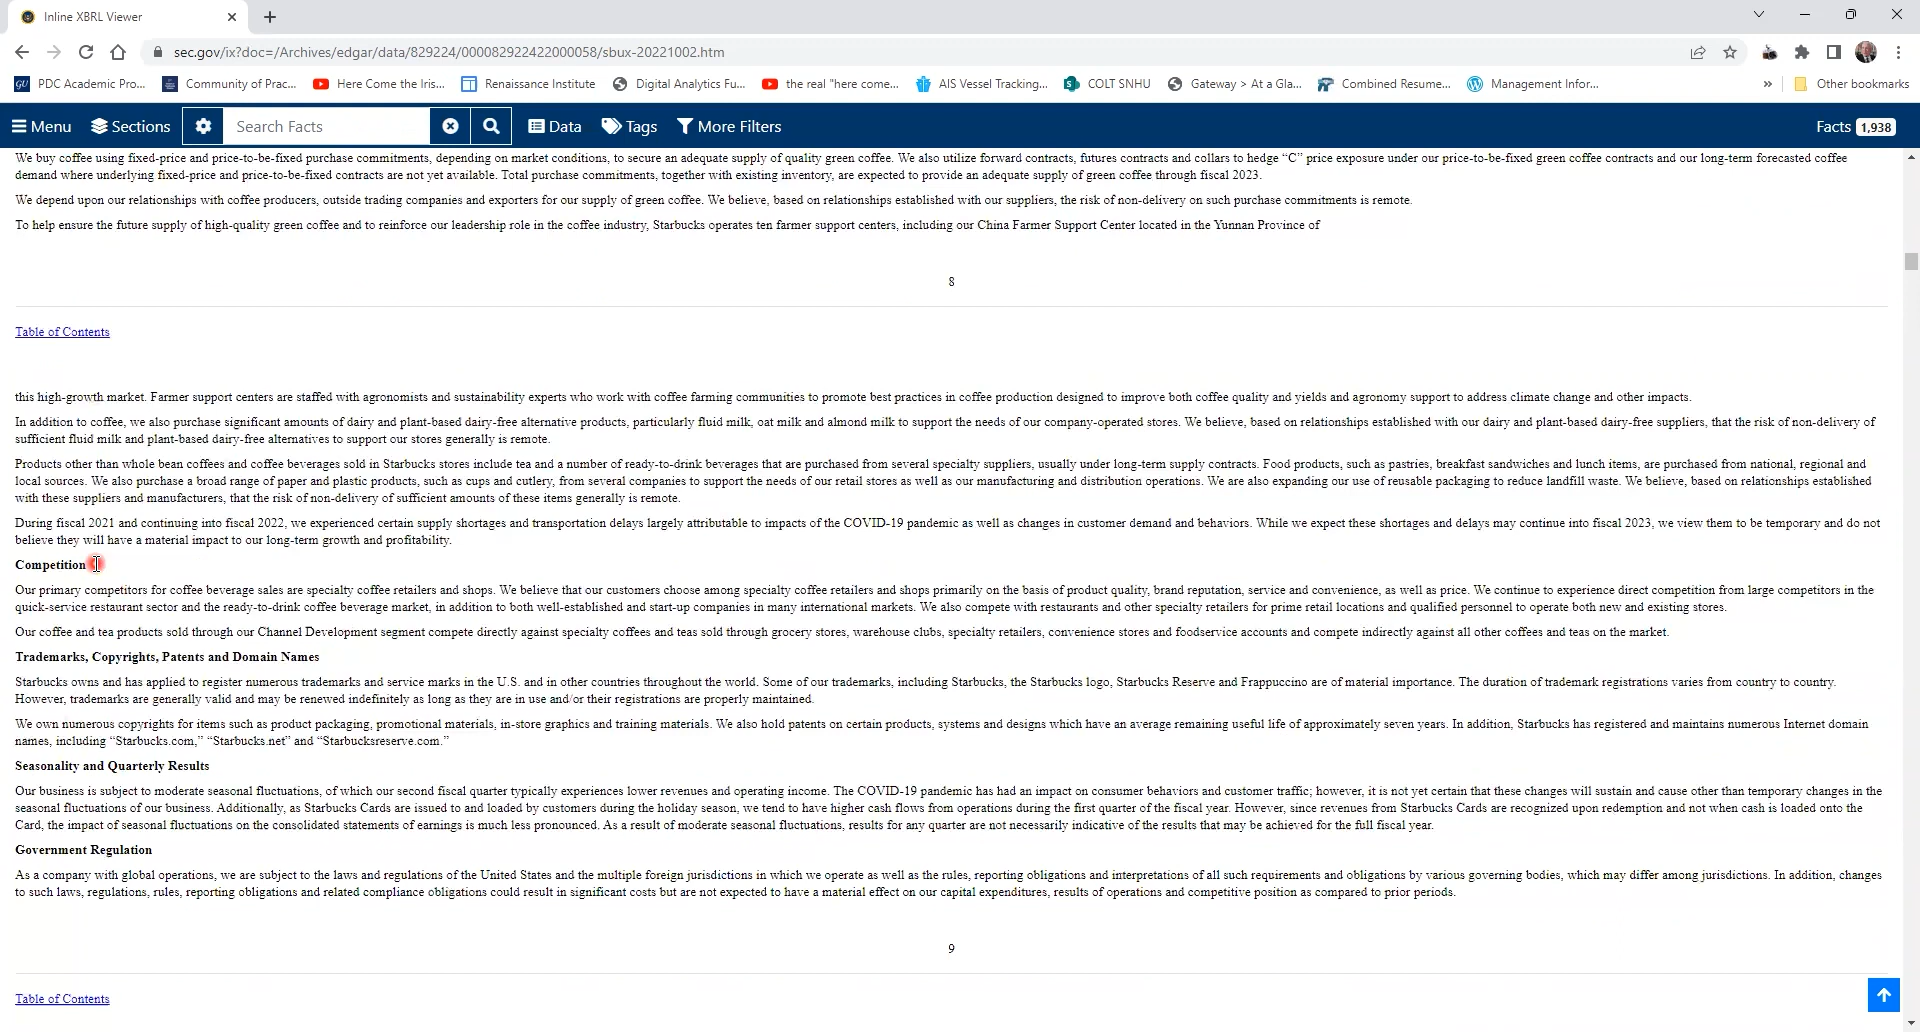 Inline XBRL Viewer
sec.gov/ix?doc=/Archives/edgar/data/829224/000082922422000058/sbux-20221002.htm
GU PDC Academic Pro... Community of Prac... Here Come the Iris... Renaissance Institute Digital Analytics Fu... the real "here come... AIS Vessel Tracking... COLT SNHU Gateway > At a Gla... Combined Resume... Management Infor... » Other bookmarks
Menu Sections Search Facts Data Tags More Filters Facts 1,938
We buy coffee using fixed-price and price-to-be-fixed purchase commitments, depending on market conditions, to secure an adequate supply of quality green coffee. We also utilize forward contracts, futures contracts and collars to hedge “C” price exposure under our price-to-be-fixed green coffee contracts and our long-term forecasted coffee
demand where underlying fixed-price and price-to-be-fixed contracts are not yet available. Total purchase commitments, together with existing inventory, are expected to provide an adequate supply of green coffee through fiscal 2023.
We depend upon our relationships with coffee producers, outside trading companies and exporters for our supply of green coffee. We believe, based on relationships established with our suppliers, the risk of non-delivery on such purchase commitments is remote.
To help ensure the future supply of high-quality green coffee and to reinforce our leadership role in the coffee industry, Starbucks operates ten farmer support centers, including our China Farmer Support Center located in the Yunnan Province of
8
Table of Contents
this high-growth market. Farmer support centers are staffed with agronomists and sustainability experts who work with coffee farming communities to promote best practices in coffee production designed to improve both coffee quality and yields and agronomy support to address climate change and other impacts.
In addition to coffee, we also purchase significant amounts of dairy and plant-based dairy-free alternative products, particularly fluid milk, oat milk and almond milk to support the needs of our company-operated stores. We believe, based on relationships established with our dairy and plant-based dairy-free suppliers, that the risk of non-delivery of
sufficient fluid milk and plant-based dairy-free alternatives to support our stores generally is remote.
Products other than whole bean coffees and coffee beverages sold in Starbucks stores include tea and a number of ready-to-drink beverages that are purchased from several specialty suppliers, usually under long-term supply contracts. Food products, such as pastries, breakfast sandwiches and lunch items, are purchased from national, regional and
local sources. We also purchase a broad range of paper and plastic products, such as cups and cutlery, from several companies to support the needs of our retail stores as well as our manufacturing and distribution operations. We are also expanding our use of reusable packaging to reduce landfill waste. We believe, based on relationships established
with these suppliers and manufacturers, that the risk of non-delivery of sufficient amounts of these items generally is remote.
During fiscal 2021 and continuing into fiscal 2022, we experienced certain supply shortages and transportation delays largely attributable to impacts of the COVID-19 pandemic as well as changes in customer demand and behaviors. While we expect these shortages and delays may continue into fiscal 2023, we view them to be temporary and do not
believe they will have a material impact to our long-term growth and profitability.
Competition
Our primary competitors for coffee beverage sales are specialty coffee retailers and shops. We believe that our customers choose among specialty coffee retailers and shops primarily on the basis of product quality, brand reputation, service and convenience, as well as price. We continue to experience direct competition from large competitors in the
quick-service restaurant sector and the ready-to-drink coffee beverage market, in addition to both well-established and start-up companies in many international markets. We also compete with restaurants and other specialty retailers for prime retail locations and qualified personnel to operate both new and existing stores.
Our coffee and tea products sold through our Channel Development segment compete directly against specialty coffees and teas sold through grocery stores, warehouse clubs, specialty retailers, convenience stores and foodservice accounts and compete indirectly against all other coffees and teas on the market.
Trademarks, Copyrights, Patents and Domain Names
Starbucks owns and has applied to register numerous trademarks and service marks in the U.S. and in other countries throughout the world. Some of our trademarks, including Starbucks, the Starbucks logo, Starbucks Reserve and Frappuccino are of material importance. The duration of trademark registrations varies from country to country.
However, trademarks are generally valid and may be renewed indefinitely as long as they are in use and/or their registrations are properly maintained.
We own numerous copyrights for items such as product packaging, promotional materials, in-store graphics and training materials. We also hold patents on certain products, systems and designs which have an average remaining useful life of approximately seven years. In addition, Starbucks has registered and maintains numerous Internet domain
names, including “Starbucks.com,” “Starbucks.net” and “Starbucksreserve.com.”
Seasonality and Quarterly Results
Our business is subject to moderate seasonal fluctuations, of which our second fiscal quarter typically experiences lower revenues and operating income. The COVID-19 pandemic has had an impact on consumer behaviors and customer traffic; however, it is not yet certain that these changes will sustain and cause other than temporary changes in the
seasonal fluctuations of our business. Additionally, as Starbucks Cards are issued to and loaded by customers during the holiday season, we tend to have higher cash flows from operations during the first quarter of the fiscal year. However, since revenues from Starbucks Cards are recognized upon redemption and not when cash is loaded onto the
Card, the impact of seasonal fluctuations on the consolidated statements of earnings is much less pronounced. As a result of moderate seasonal fluctuations, results for any quarter are not necessarily indicative of the results that may be achieved for the full fiscal year.
Government Regulation
As a company with global operations, we are subject to the laws and regulations of the United States and the multiple foreign jurisdictions in which we operate as well as the rules, reporting obligations and interpretations of all such requirements and obligations by various governing bodies, which may differ among jurisdictions. In addition, changes
to such laws, regulations, rules, reporting obligations and related compliance obligations could result in significant costs but are not expected to have a material effect on our capital expenditures, results of operations and competitive position as compared to prior periods.
9
Table of Contents